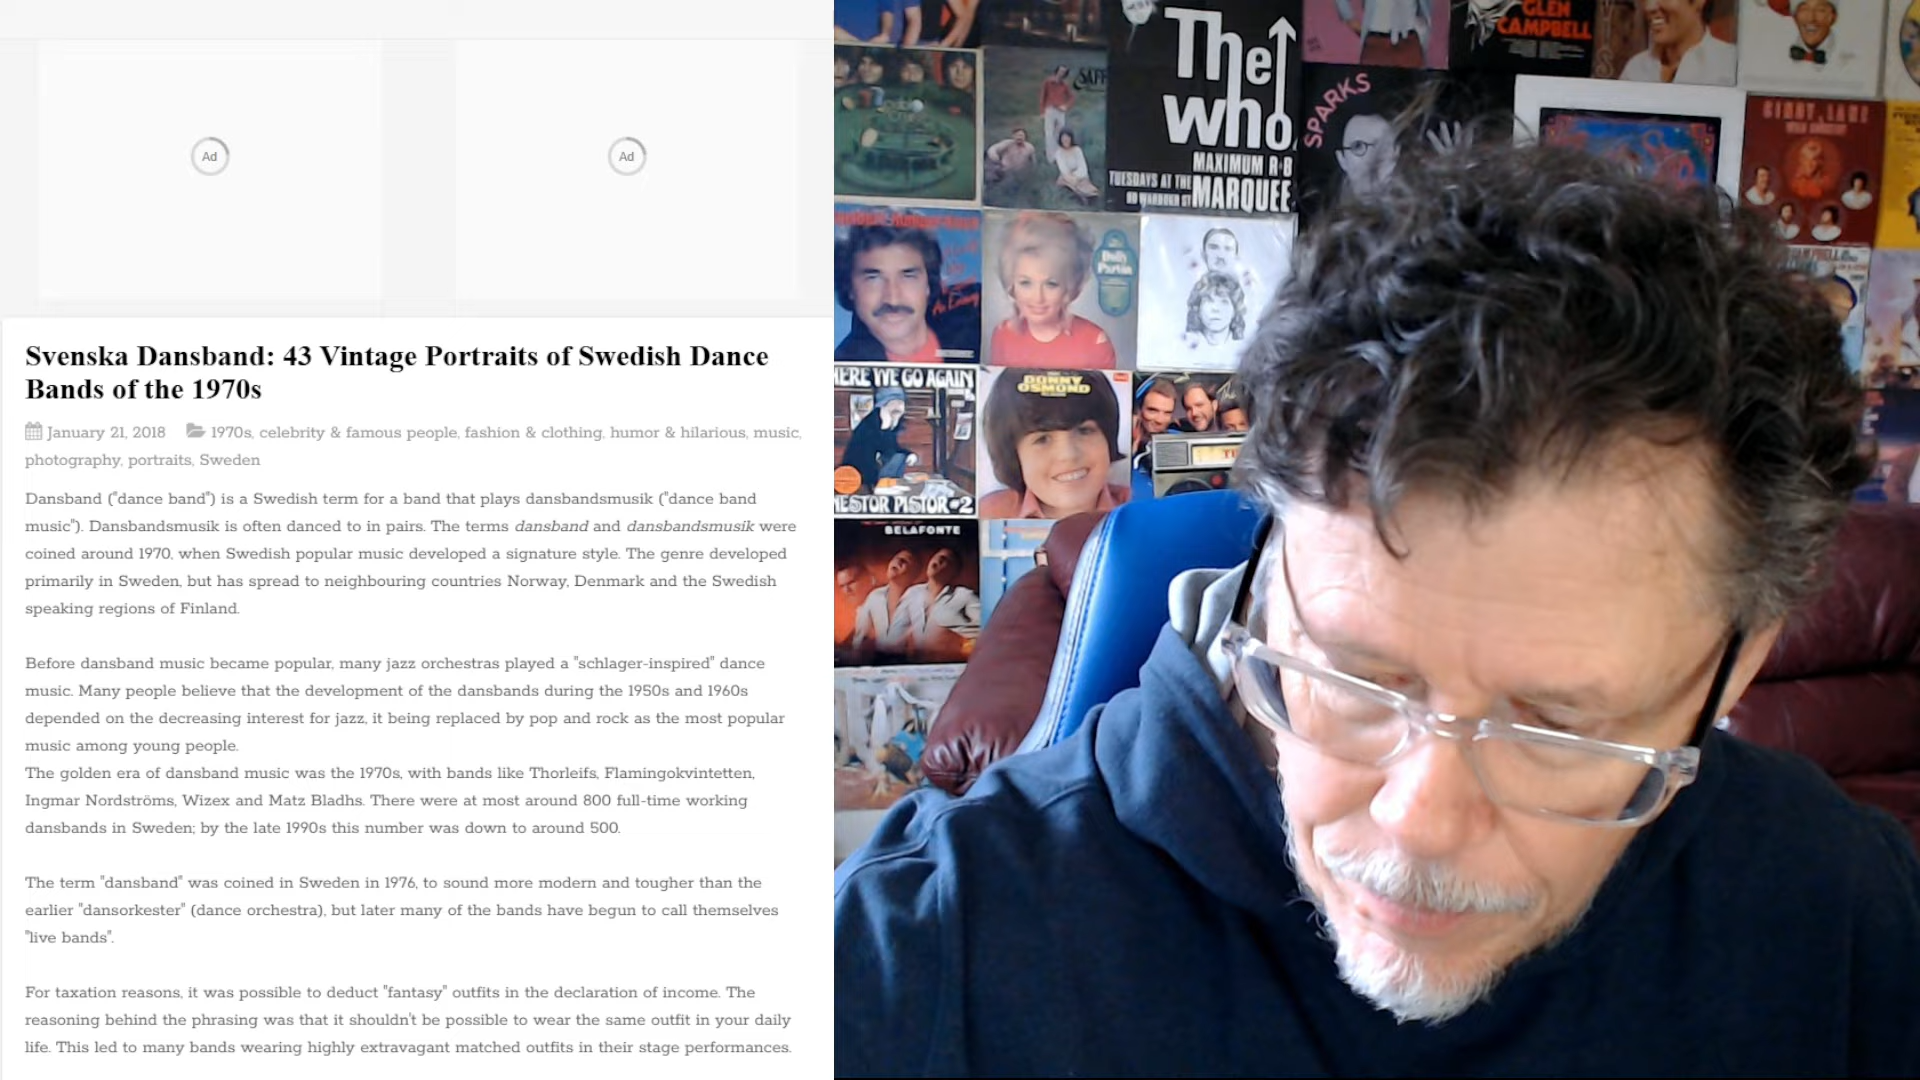 Ad
Ad
Svenska Dansband: 43 Vintage Portraits of Swedish Dance
Bands of the 1970s
January 21, 2018 1970s, celebrity & famous people, fashion & clothing, humor & hilarious, music,
photography, portraits, Sweden
Dansband ("dance band") is a Swedish term for a band that plays dansbandsmusik ("dance band
music"). Dansbandsmusik is often danced to in pairs. The terms dansband and dansbandsmusik were
coined around 1970, when Swedish popular music developed a signature style. The genre developed
primarily in Sweden, but has spread to neighbouring countries Norway, Denmark and the Swedish
speaking regions of Finland.
Before dansband music became popular, many jazz orchestras played a "schlager-inspired" dance
music. Many people believe that the development of the dansbands during the 1950s and 1960s
depended on the decreasing interest for jazz, it being replaced by pop and rock as the most popular
music among young people.
The golden era of dansband music was the 1970s, with bands like Thorleifs, Flamingokvintetten,
Ingmar Nordströms, Wizex and Matz Bladhs. There were at most around 800 full-time working
dansbands in Sweden; by the late 1990s this number was down to around 500.
The term "dansband" was coined in Sweden in 1976, to sound more modern and tougher than the
earlier "dansorkester" (dance orchestra), but later many of the bands have begun to call themselves
"live bands".
For taxation reasons, it was possible to deduct "fantasy" outfits in the declaration of income. The
reasoning behind the phrasing was that it shouldn't be possible to wear the same outfit in your daily
life. This led to many bands wearing highly extravagant matched outfits in their stage performances.
GLEN
CAMPBELL
The
Who
MAXIMUM R&B
TUESDAYS AT THE
MARQUEE
SPARKS
Dolly
Parton
HERE WE GO AGAIN
NESTOR PISTOR #2
DONNY
OSMOND
BELAFONTE